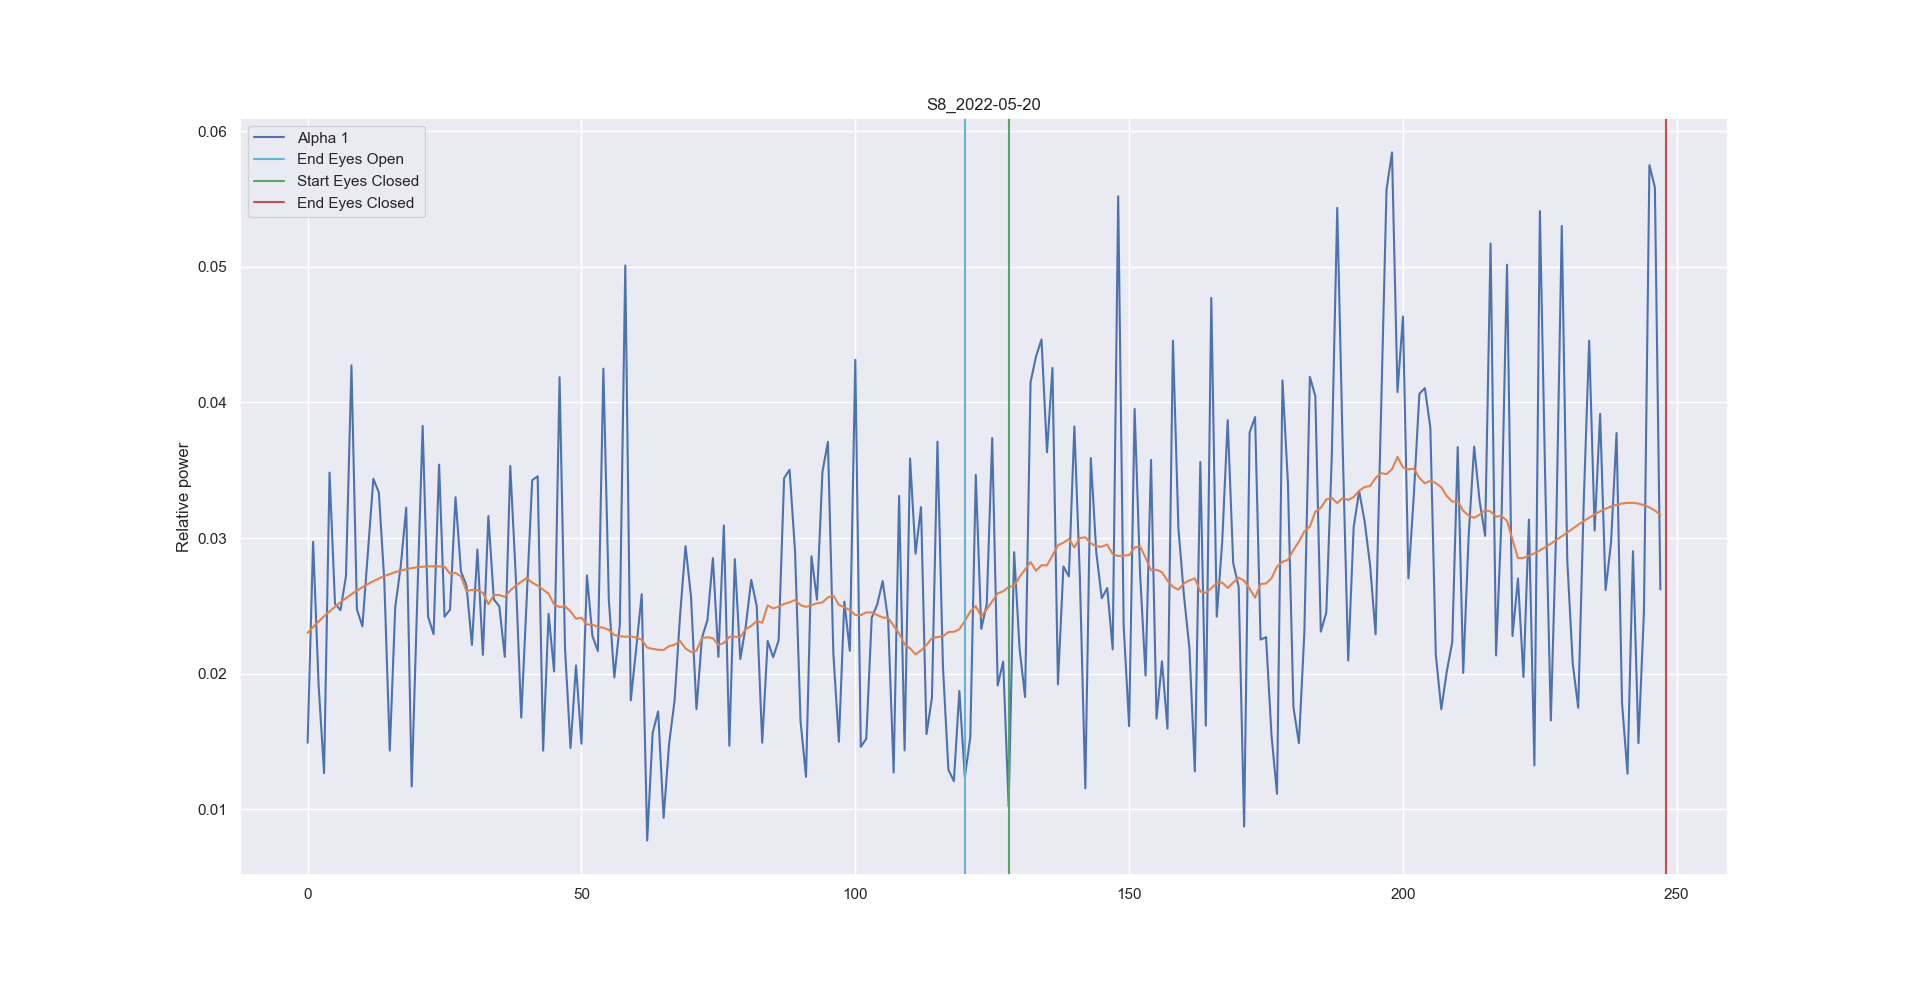 S8_2022-05-20
0.06
0.05
0.04
0.03
0.02
0.01
Relative power
Alpha 1
End Eyes Open
Start Eyes Closed
End Eyes Closed
0 50 100 150 200 250